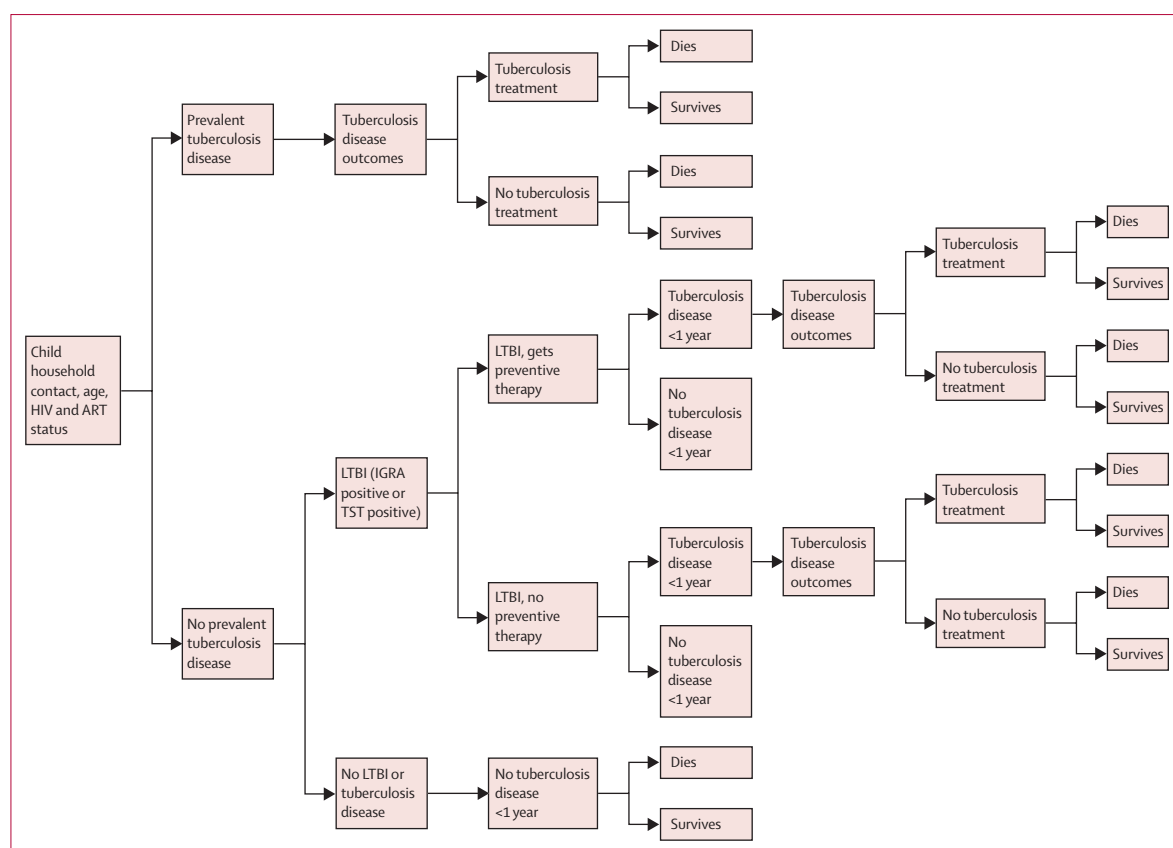 Child
household
contact, age,
HIV and ART
status
Prevalent
tuberculosis
disease
Tuberculosis
disease
outcomes
Tuberculosis
treatment
Dies
Survives
No tuberculosis
treatment
Dies
Survives
No prevalent
tuberculosis
disease
LTBI (IGRA
positive or
TST positive)
LTBI, gets
preventive
therapy
Tuberculosis
disease
<1 year
Tuberculosis
disease
outcomes
Tuberculosis
treatment
Dies
Survives
No tuberculosis
treatment
Dies
Survives
No
tuberculosis
disease
<1 year
LTBI, no
preventive
therapy
Tuberculosis
disease
<1 year
Tuberculosis
disease
outcomes
Tuberculosis
treatment
Dies
Survives
No tuberculosis
treatment
Dies
Survives
No
tuberculosis
disease
<1 year
No LTBI or
tuberculosis
disease
No tuberculosis
disease
<1 year
Dies
Survives